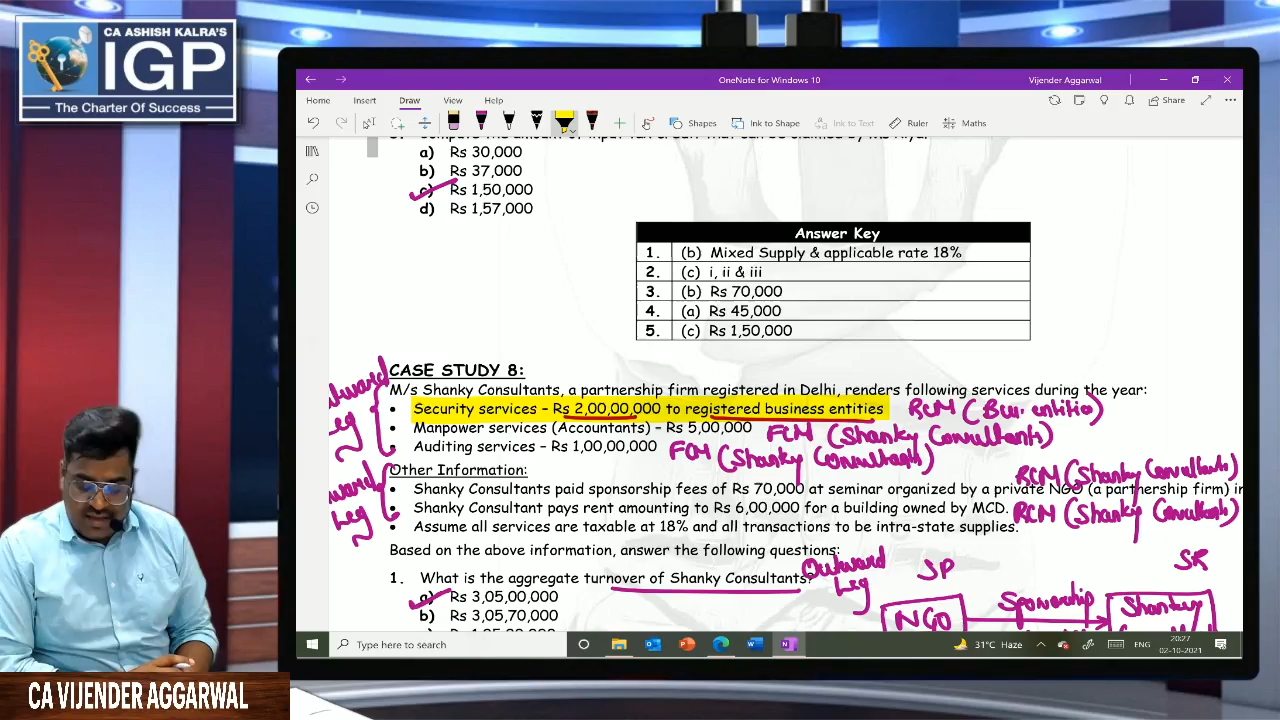 CA ASHISH KALRA'S
IGP
The Charter Of Success
OneNote for Windows 10
Vijender Aggarwal
Home Insert Draw View Help
Share
Shapes Ink to Shape Ink to Text Ruler Maths
a) Rs 30,000
b) Rs 37,000
c) Rs 1,50,000
d) Rs 1,57,000
Answer Key
1. (b) Mixed Supply & applicable rate 18%
2. (c) i, ii & iii
3. (b) Rs 70,000
4. (a) Rs 45,000
5. (c) Rs 1,50,000
CASE STUDY 8:
M/s Shanky Consultants, a partnership firm registered in Delhi, renders following services during the year:
• Security services – Rs 2,00,00,000 to registered business entities RCM (Bus. entities)
• Manpower services (Accountants) – Rs 5,00,000 FCM (Shanky Consultants)
• Auditing services – Rs 1,00,00,000 FCM (Shanky Consultants)
Leg
Other Information:
RCM (Shanky Consultants)
• Shanky Consultants paid sponsorship fees of Rs 70,000 at seminar organized by a private NGO (a partnership firm) in
• Shanky Consultants pays rent amounting to Rs 6,00,000 for a building owned by MCD. RCM (Shanky Consultants)
• Assume all services are taxable at 18% and all transactions to be intra-state supplies.
Leg
Based on the above information, answer the following questions:
1. What is the aggregate turnover of Shanky Consultants?
a) Rs 3,05,00,000
b) Rs 3,05,70,000
Outward Leg
SP
SR
NGO
Sponsorship
Shanky
Type here to search
31°C Haze
ENG
20:27
02-10-2021
CA VIJENDER AGGARWAL